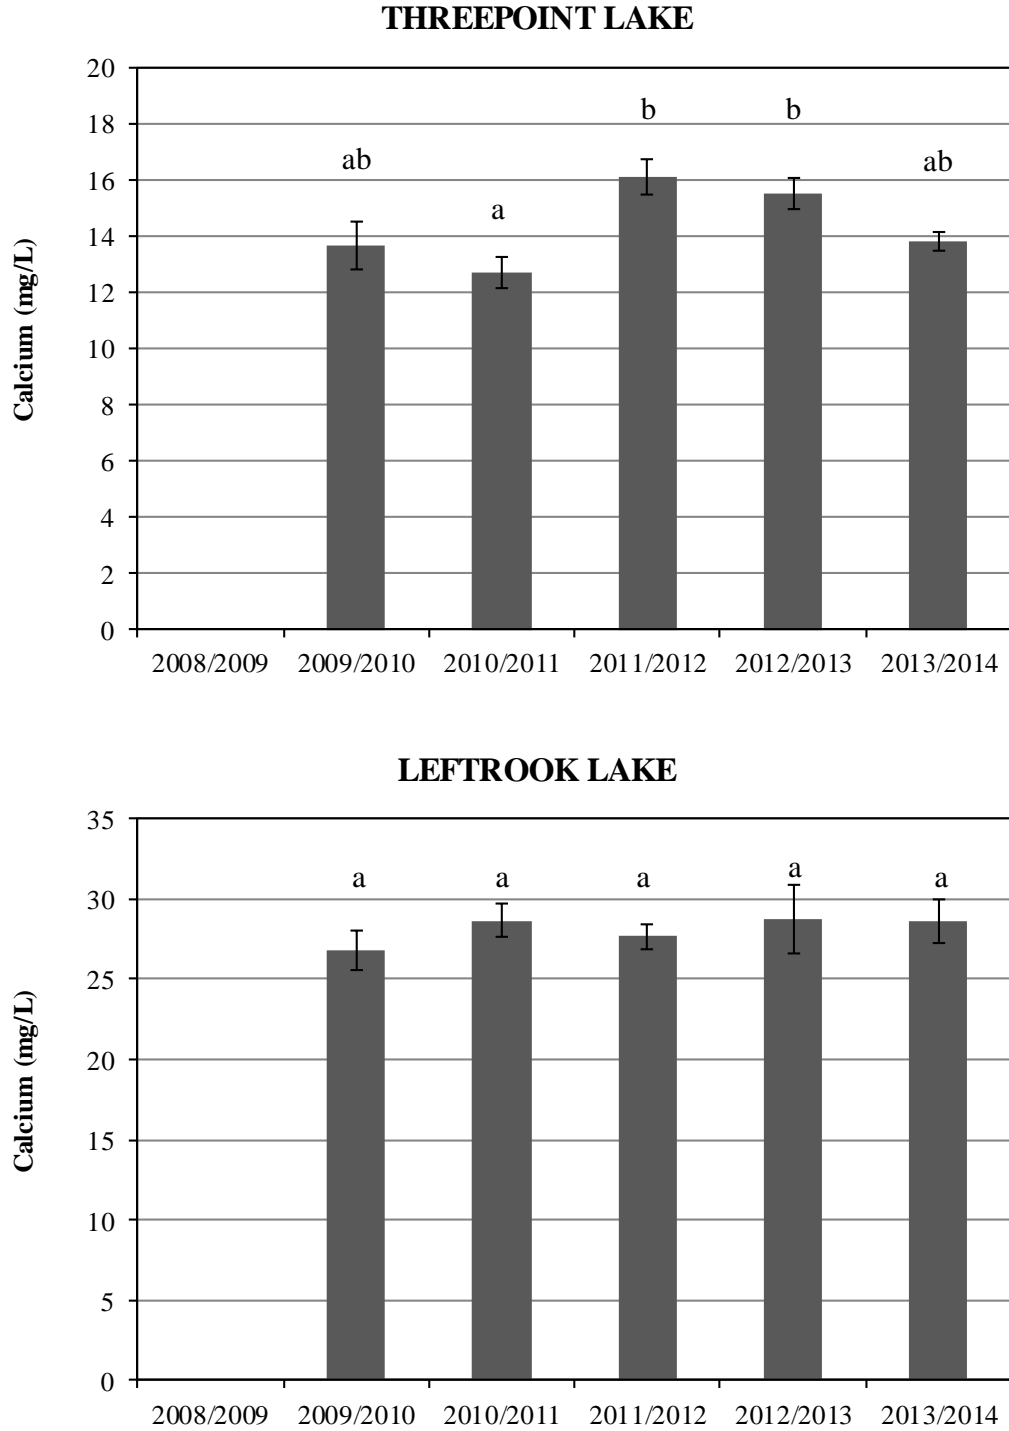 THREEPOINT LAKE
20
18
16
14
12
10
8
6
4
2
0
Calcium (mg/L)
ab
a
b
b
ab
2008/2009 2009/2010 2010/2011 2011/2012 2012/2013 2013/2014
LEFTROOK LAKE
35
30
25
20
15
10
5
0
Calcium (mg/L)
a
a
a
a
a
2008/2009 2009/2010 2010/2011 2011/2012 2012/2013 2013/2014